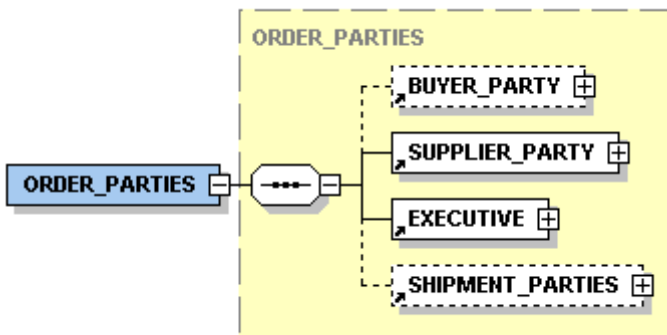 ORDER_PARTIES
BUYER_PARTY
SUPPLIER_PARTY
ORDER_PARTIES
EXECUTIVE
SHIPMENT_PARTIES